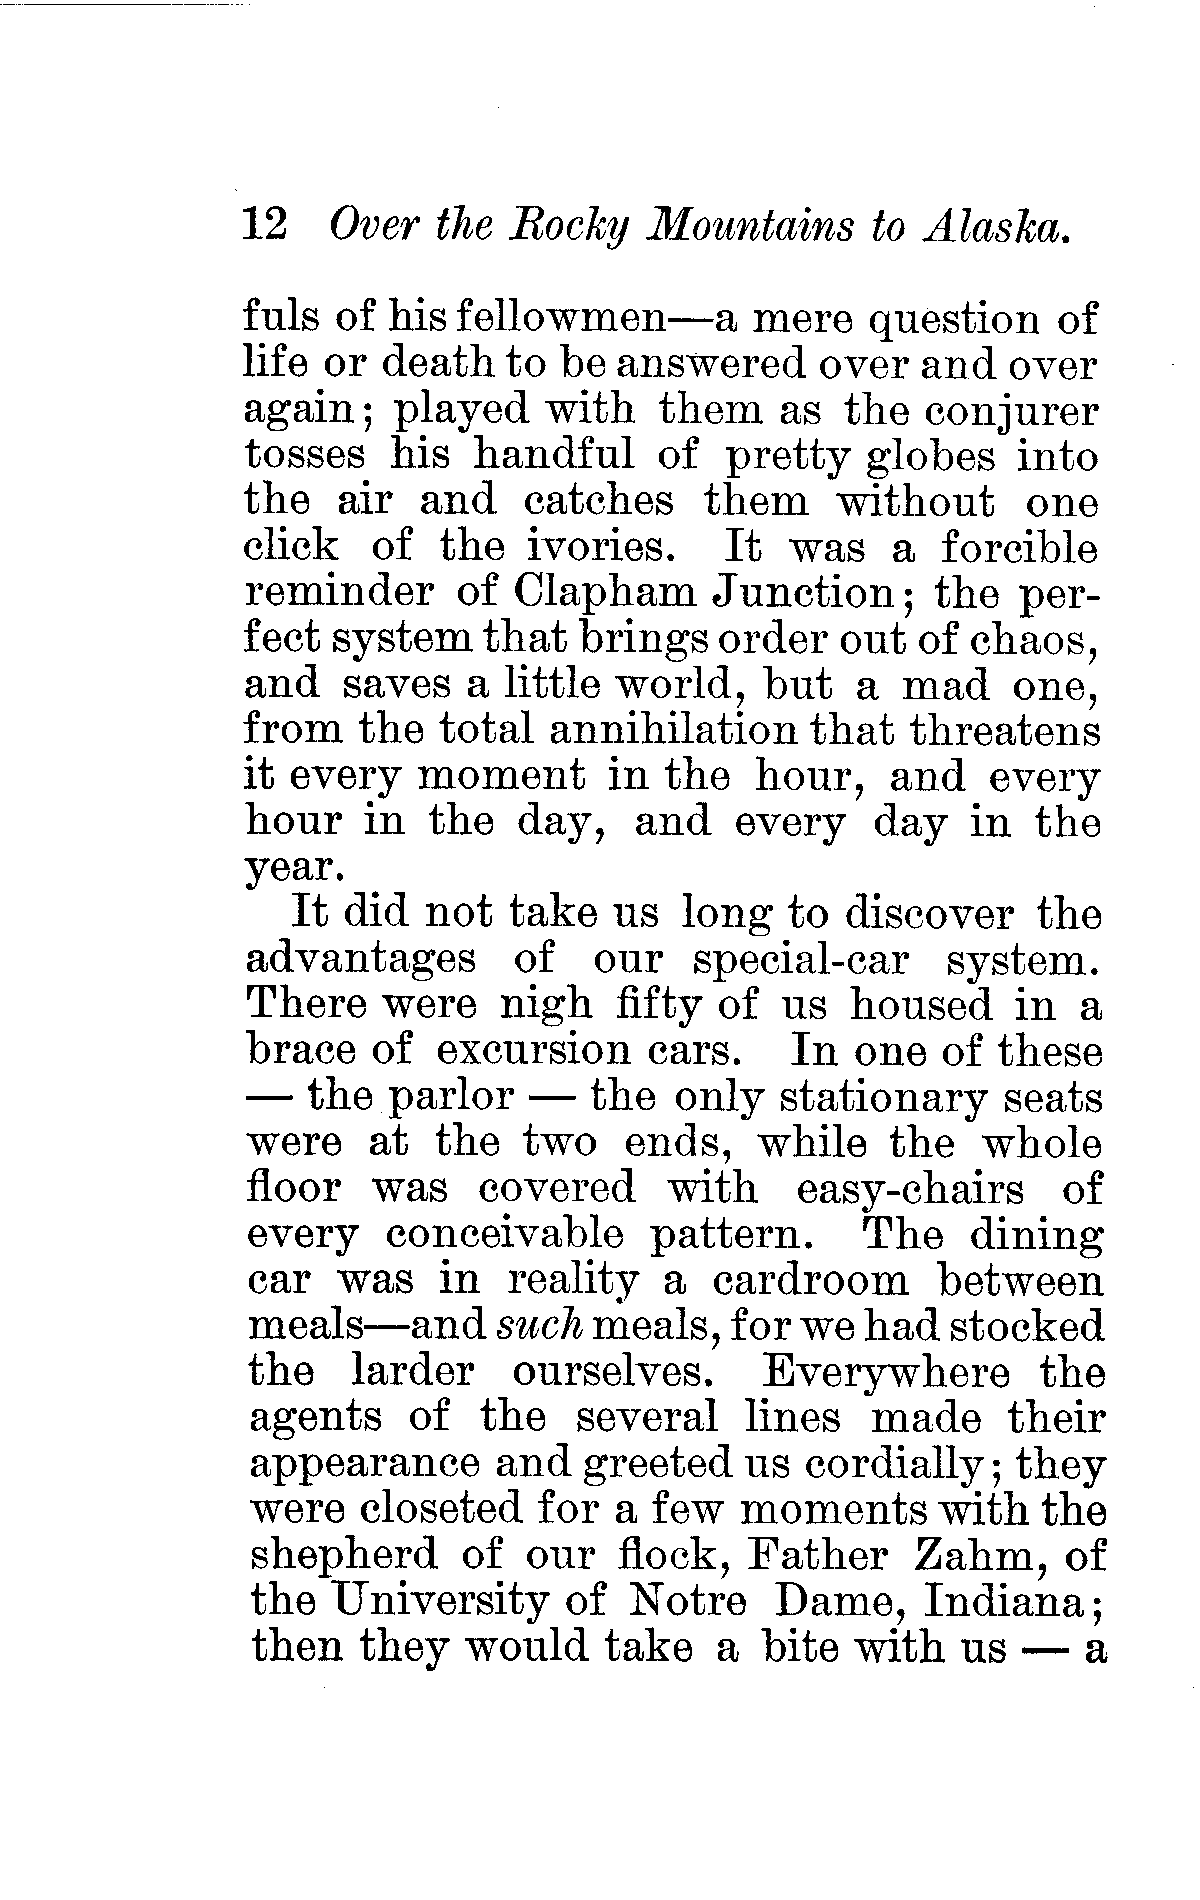 12 Over the Rocky Mountains to Alaska.
fuls of his fellowmen—a mere question of
life or death to be answered over and over
again; played with them as the conjurer
tosses his handful of pretty globes into
the air and catches them without one
click of the ivories. It was a forcible
reminder of Clapham Junction; the per-
fect system that brings order out of chaos,
and saves a little world, but a mad one,
from the total annihilation that threatens
it every moment in the hour, and every
hour in the day, and every day in the
year.
It did not take us long to discover the
advantages of our special-car system.
There were nigh fifty of us housed in a
brace of excursion cars. In one of these
— the parlor — the only stationary seats
were at the two ends, while the whole
floor was covered with easy-chairs of
every conceivable pattern. The dining
car was in reality a cardroom between
meals—and such meals, for we had stocked
the larder ourselves. Everywhere the
agents of the several lines made their
appearance and greeted us cordially; they
were closeted for a few moments with the
shepherd of our flock, Father Zahm, of
the University of Notre Dame, Indiana;
then they would take a bite with us — a